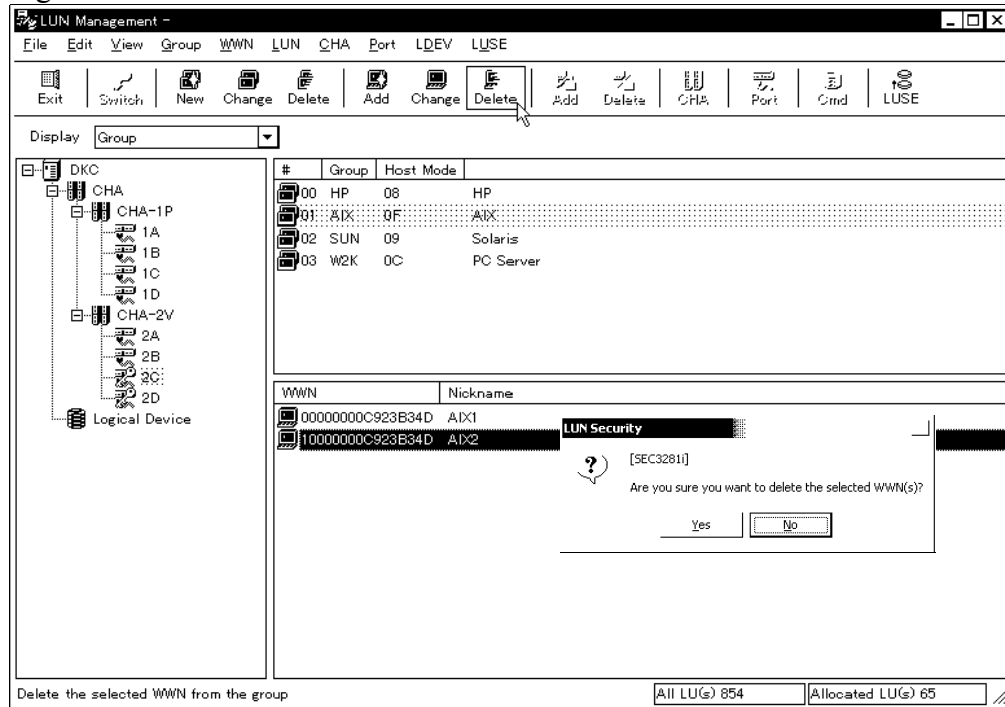 LUN Management -
File Edit View Group WWN LUN CHA Port LDEV LUSE
Exit Switch New Change Delete Add Change Delete Add Delete CHA Port Cmd LUSE
Display Group
DKC
CHA
CHA-1P
1A
1B
1C
1D
CHA-2V
2A
2B
2C
2D
Logical Device
# Group Host Mode
00 HP 08 HP
01 AIX 0F AIX
02 SUN 09 Solaris
03 W2K 0C PC Server
WWN Nickname
00000000C923B34D AIX1
10000000C923B34D AIX2
LUN Security
[SEC3281i]
Are you sure you want to delete the selected WWN(s)?
Yes No
Delete the selected WWN from the group
All LU(s) 854
Allocated LU(s) 65